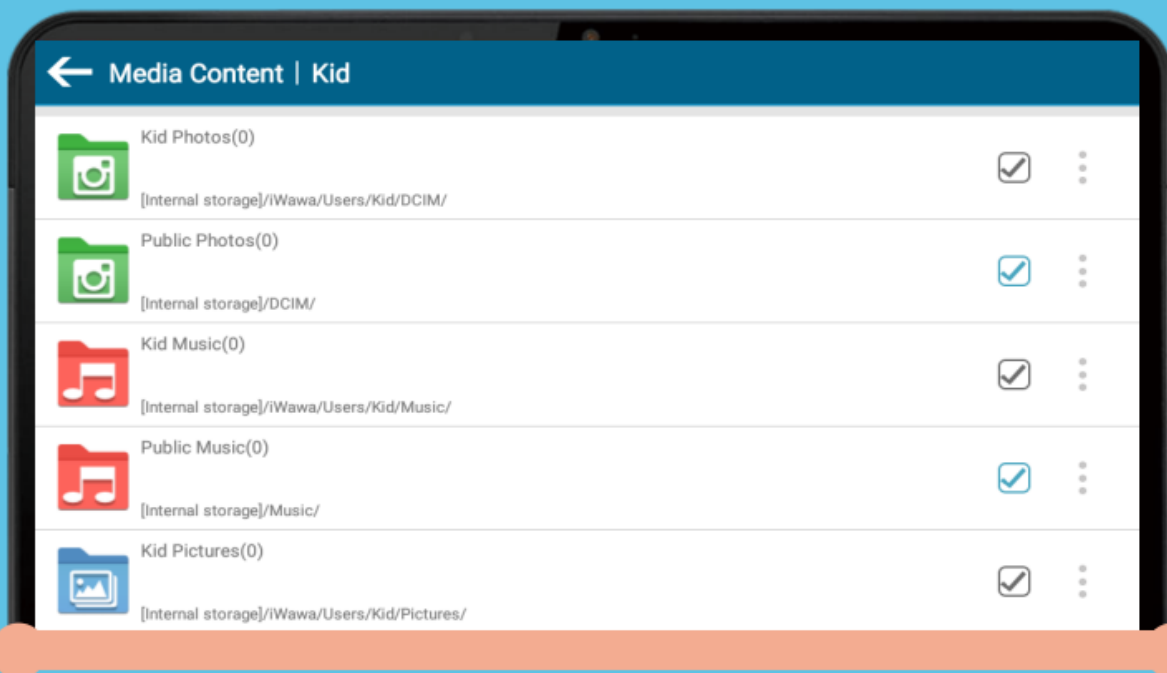 Media Content | Kid
Kid Photos(0)
[Internal storage]/iWawa/Users/Kid/DCIM/
Public Photos(0)
[Internal storage]/DCIM/
Kid Music(0)
[Internal storage]/iWawa/Users/Kid/Music/
Public Music(0)
[Internal storage]/Music/
Kid Pictures(0)
[Internal storage]/iWawa/Users/Kid/Pictures/